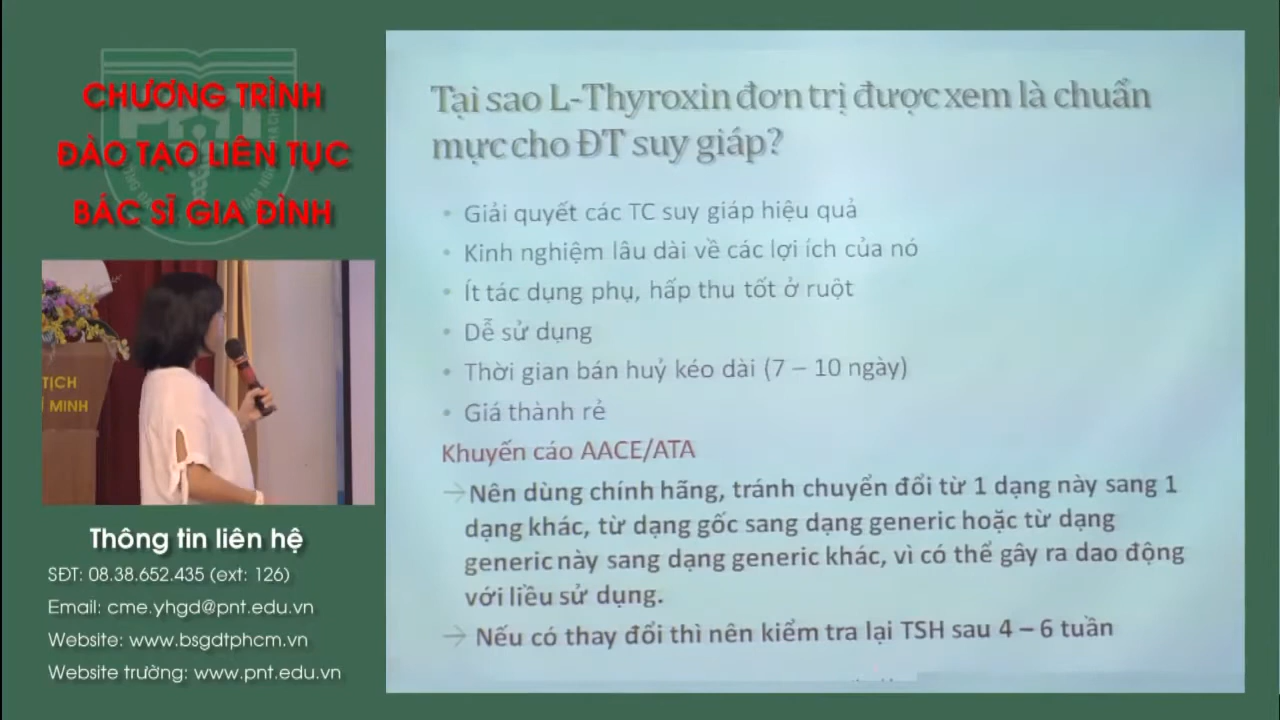 CHƯƠNG TRÌNH
ĐÀO TẠO LIÊN TỤC
BÁC SĨ GIA ĐÌNH
TỊCH
Í MINH
Thông tin liên hệ
SĐT: 08.38.652.435 (ext: 126)
Email: cme.yhgd@pnt.edu.vn
Website: www.bsgdtphcm.vn
Website trường: www.pnt.edu.vn
Tại sao L-Thyroxin đơn trị được xem là chuẩn
mực cho ĐT suy giáp?
• Giải quyết các TC suy giáp hiệu quả
• Kinh nghiệm lâu dài về các lợi ích của nó
• Ít tác dụng phụ, hấp thu tốt ở ruột
• Dễ sử dụng
• Thời gian bán huỷ kéo dài (7 – 10 ngày)
• Giá thành rẻ
Khuyến cáo AACE/ATA
→Nên dùng chính hãng, tránh chuyển đổi từ 1 dạng này sang 1
dạng khác, từ dạng gốc sang dạng generic hoặc từ dạng
generic này sang dạng generic khác, vì có thể gây ra dao động
với liều sử dụng.
→ Nếu có thay đổi thì nên kiểm tra lại TSH sau 4 – 6 tuần